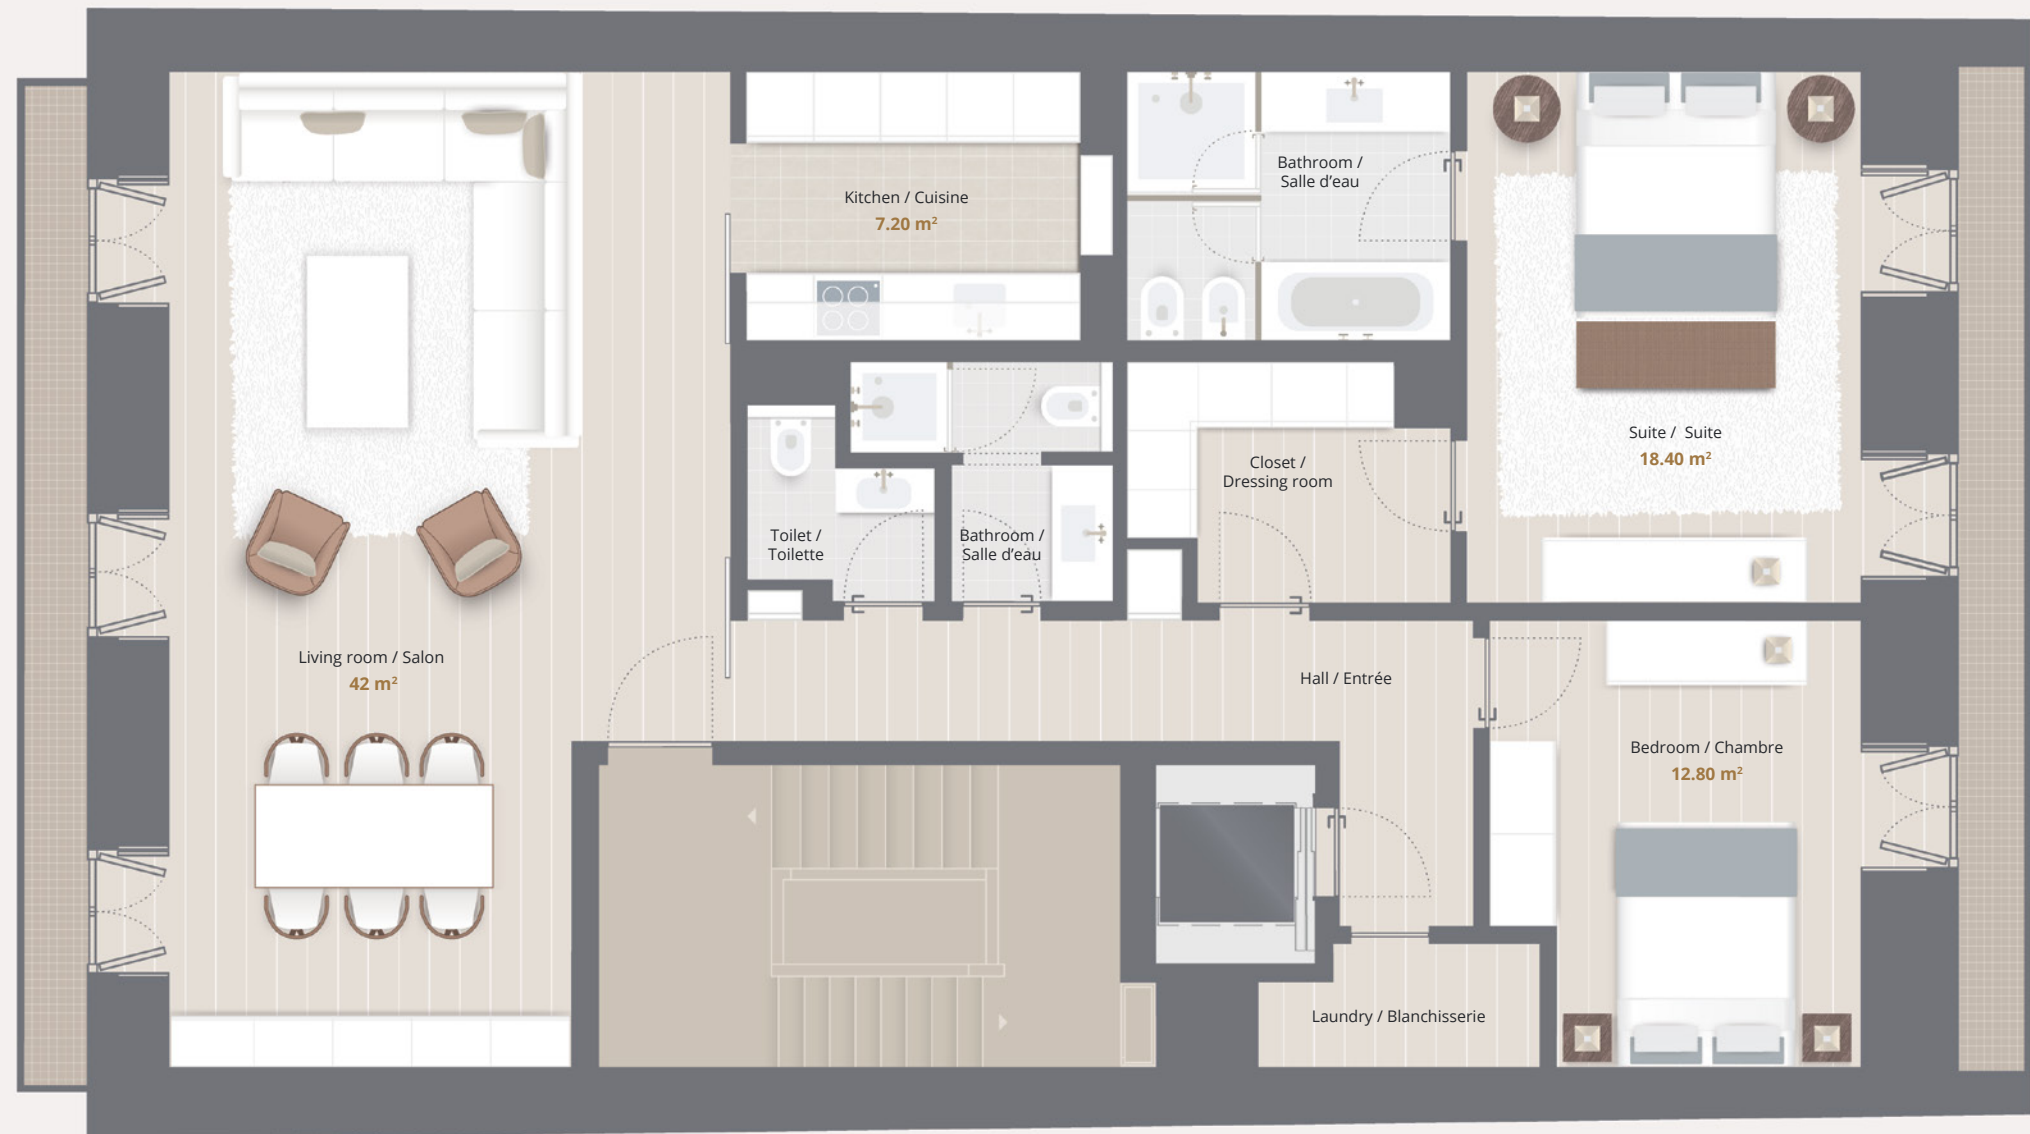 Bathroom /
Salle d’eau
Kitchen / Cuisine
7.20 m²
Suite /  Suite
18.40 m²
Closet /
Dressing room
Toilet /
Toilette
Bathroom /
Salle d’eau
Living room / Salon
42 m²
Hall / Entrée
Bedroom / Chambre
12.80 m²
Laundry / Blanchisserie